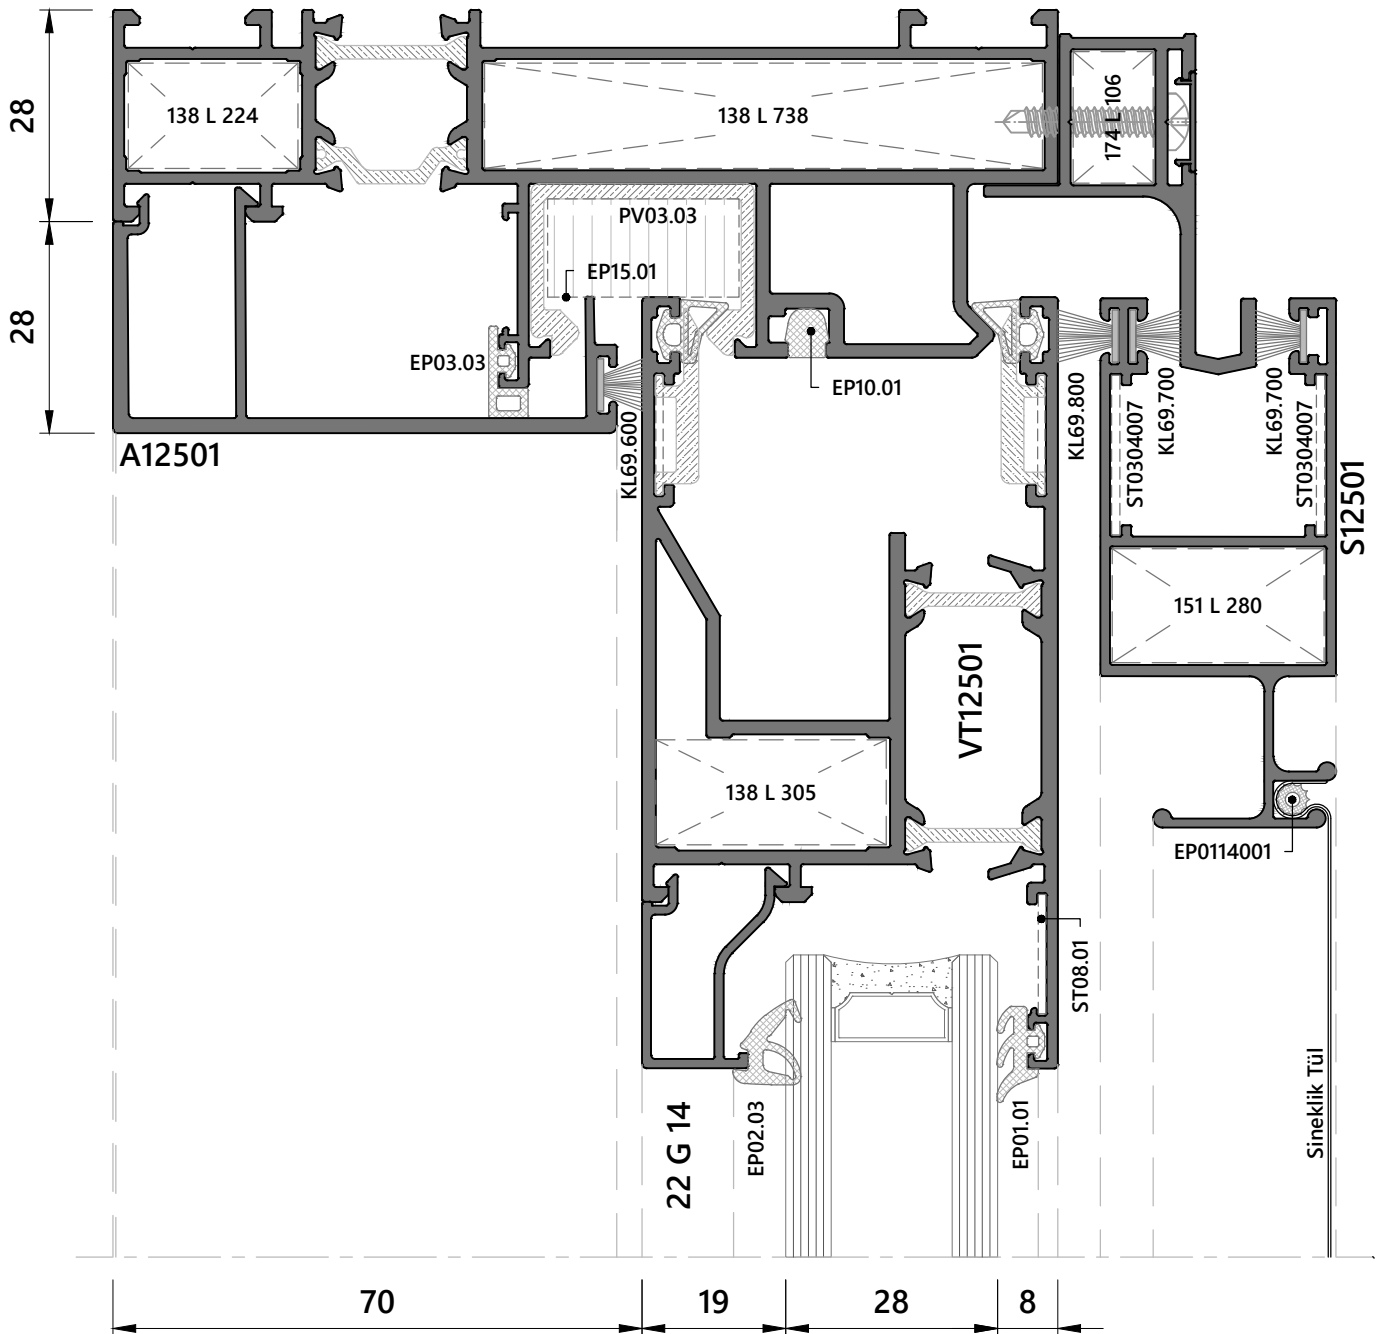 28
138 L 224
138 L 738
174 L 106
PV03.03
EP15.01
28
EP03.03
EP10.01
A12501
KL69.600
KL69.800
ST0304007
KL69.700
KL69.700
ST0304007
S12501
151 L 280
VT12501
138 L 305
EP0114001
ST08.01
22 G 14
EP02.03
EP01.01
Sineklik Tül
70
19
28
8